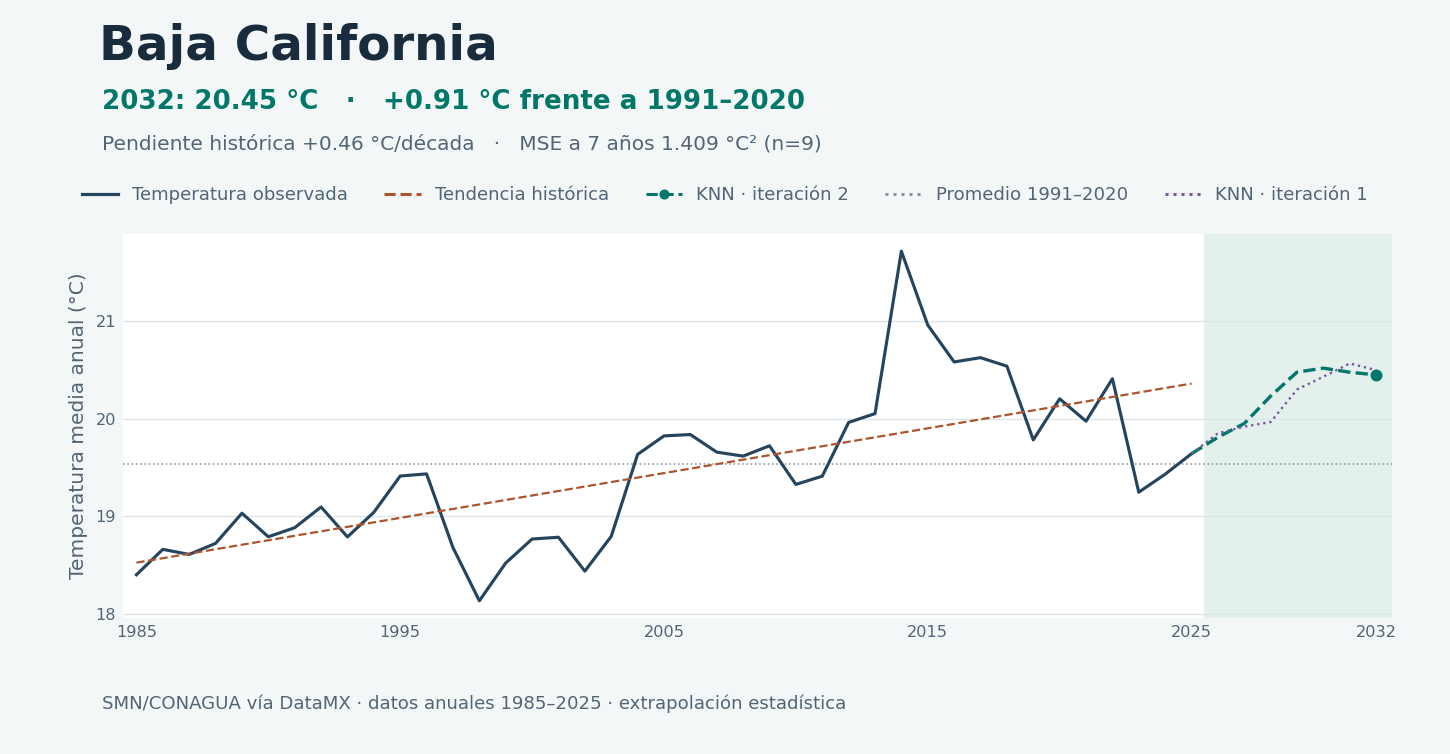 Baja California
2032: 20.45 °C · +0.91 °C frente a 1991–2020
Pendiente histórica +0.46 °C/década · MSE a 7 años 1.409 °C² (n=9)
Temperatura observada
Tendencia histórica
KNN · iteración 2
Promedio 1991–2020
KNN · iteración 1
Temperatura media anual (°C)
21
20
19
18
1985
1995
2005
2015
2025
2032
SMN/CONAGUA vía DataMX · datos anuales 1985–2025 · extrapolación estadística